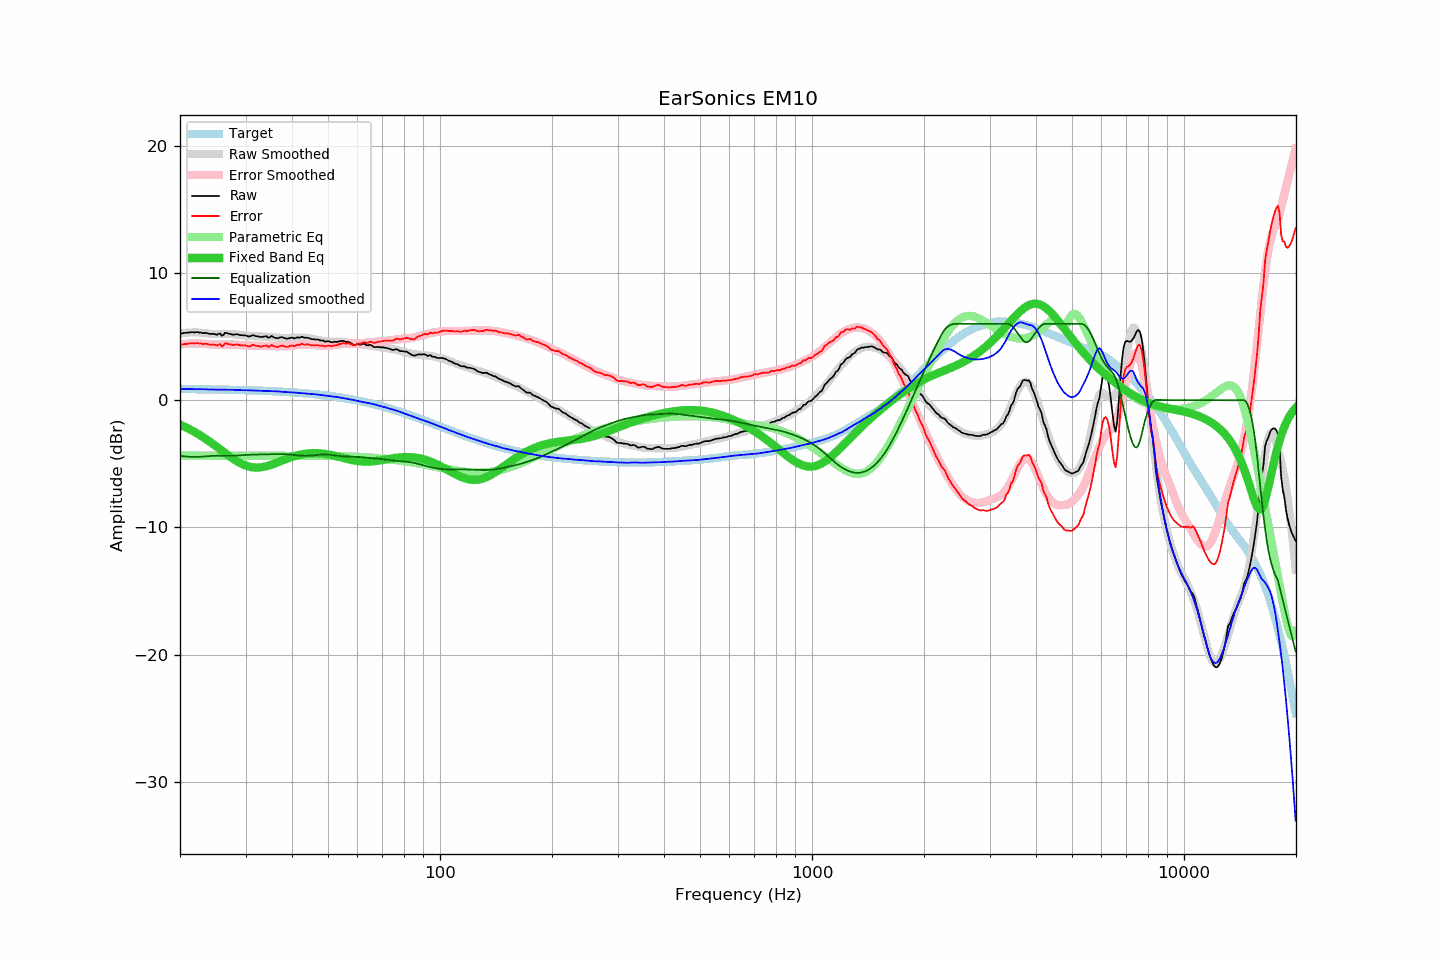 EarSonics EM10
Target
Raw Smoothed
Error Smoothed
Raw
Error
Parametric Eq
Fixed Band Eq
Equalization
Equalized smoothed
20
10
0
−10
−20
−30
Amplitude (dBr)
100
1000
10000
Frequency (Hz)